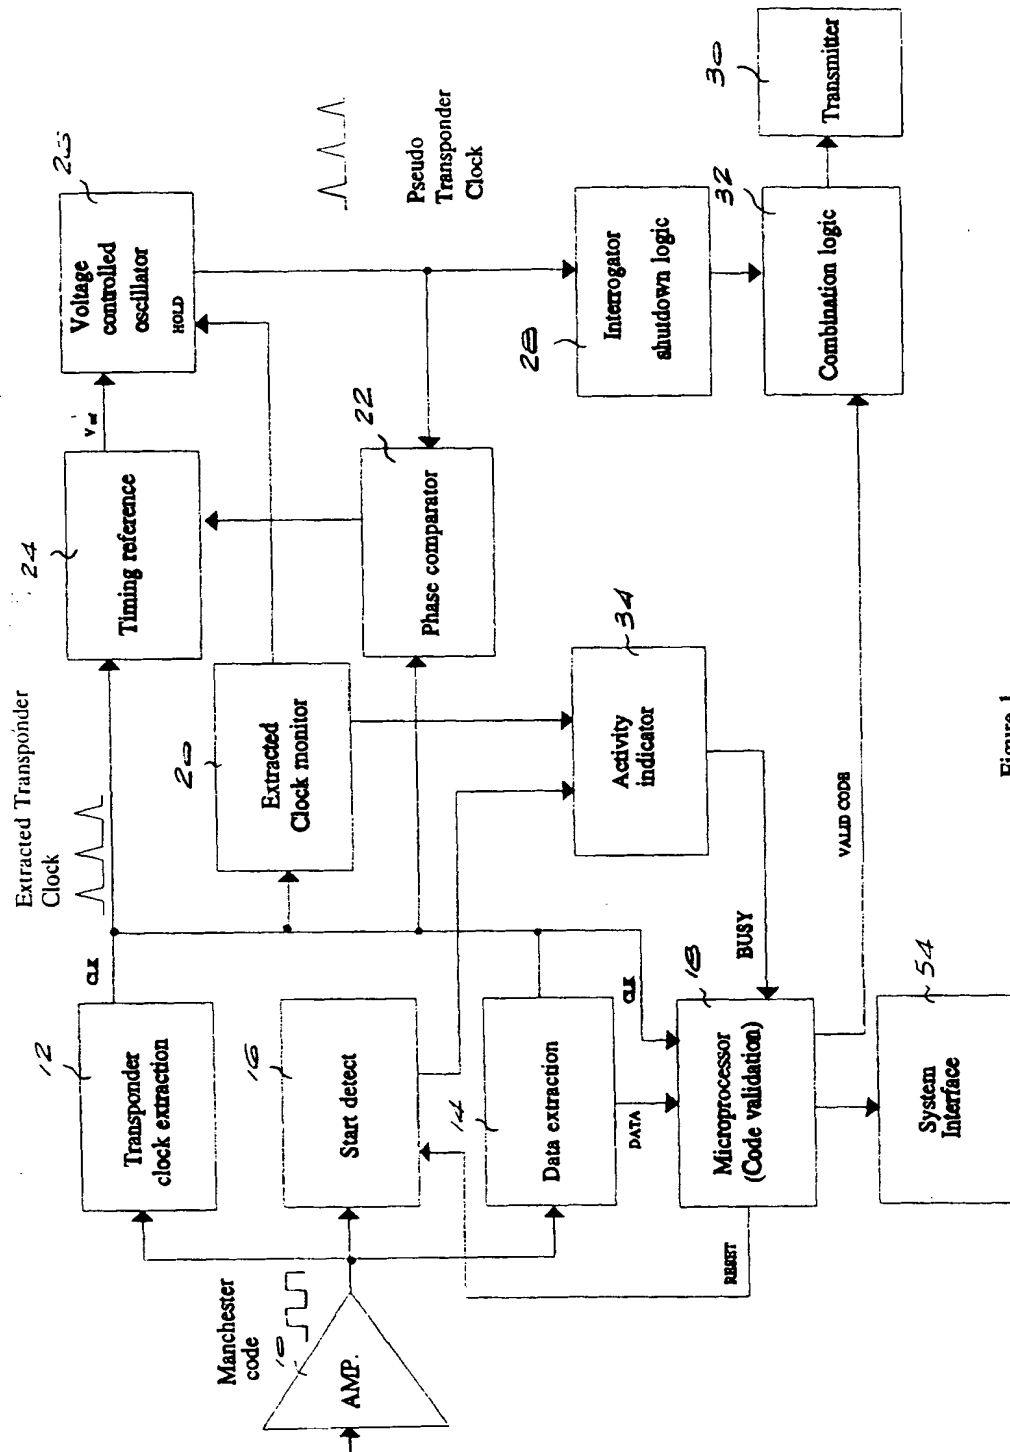 Manchester
code
10
AMP.
12
Transponder
clock extraction
CLK
Extracted Transponder
Clock
16
Start detect
14
Data extraction
DATA
CLK
RESET
18
Microprocessor
(Code validation)
BUSY
54
System
Interface
20
Extracted
Clock monitor
24
Timing reference
22
Phase comparator
34
Activity
indicator
VALID CODE
Voltage
controlled
oscillator
HOLD
Pseudo
Transponder
Clock
28
Interrogator
shutdown logic
32
Combination logic
30
Transmitter
Figure 1